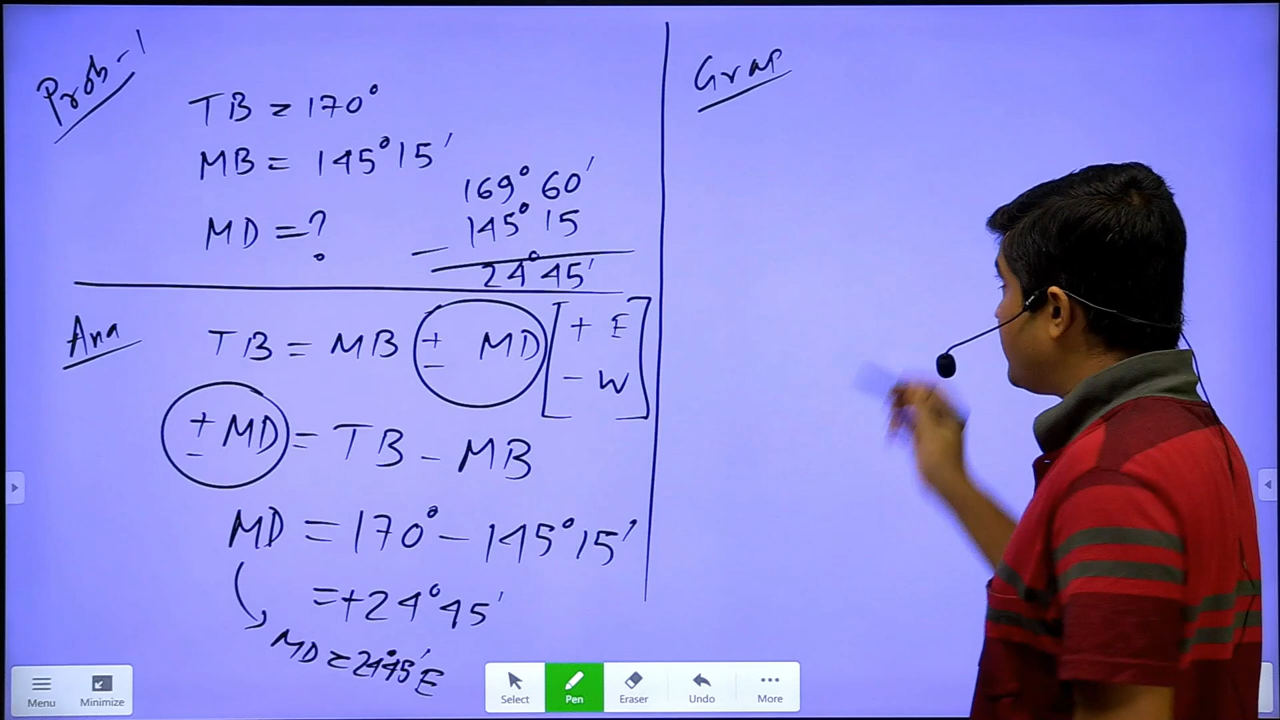 Prob-1
TB = 170°
MB = 145°15'
MD = ?
169° 60'
- 145° 15
24° 45'
Ana
TB = MB ± MD [+ E
- W]
± MD = TB - MB
MD = 170° - 145°15'
= +24°45'
MD = 24°45' E
Grap
Menu
Minimize
Select
Pen
Eraser
Undo
More